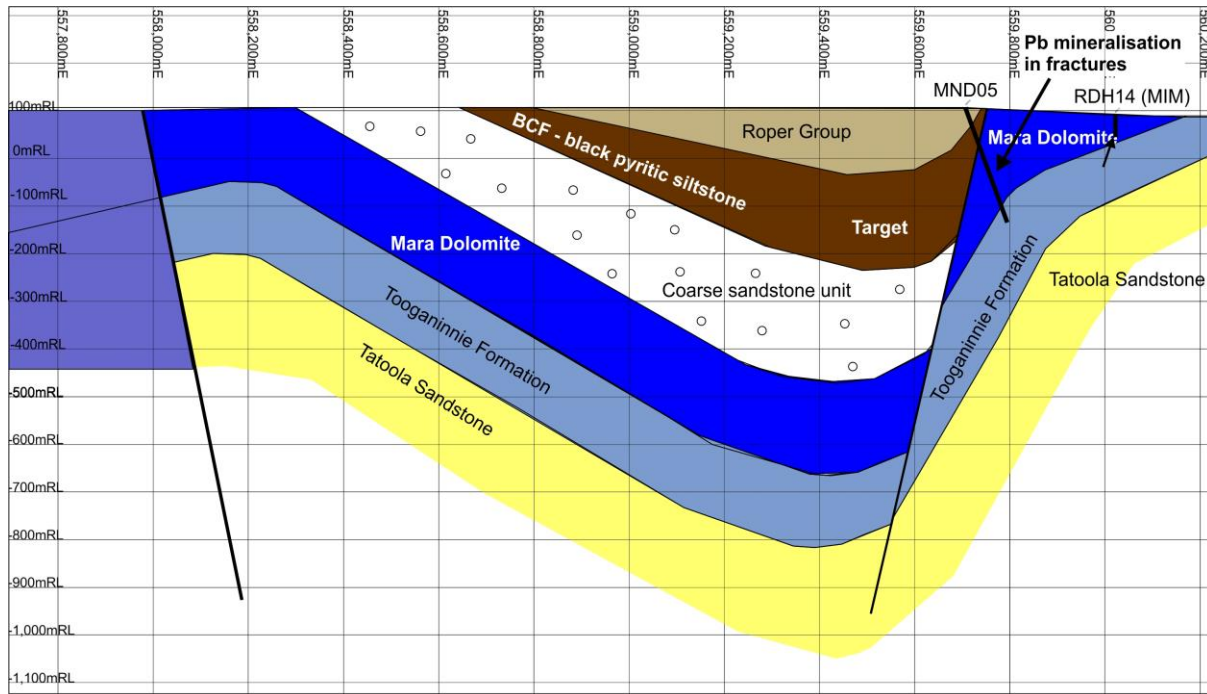 557,800mE
558,000mE
558,200mE
558,400mE
558,600mE
558,800mE
559,000mE
559,200mE
559,400mE
559,600mE
559,800mE
560,
560,200mE
Pb mineralisation
in fractures
MND05
RDH14 (MIM)
100mRL
0mRL
-100mRL
-200mRL
-300mRL
-400mRL
-500mRL
-600mRL
-700mRL
-800mRL
-900mRL
-1,000mRL
-1,100mRL
Roper Group
Mara Dolomite
BCF - black pyritic siltstone
Target
Mara Dolomite
Coarse sandstone unit
Tooganinnie Formation
Tatoola Sandstone
Tooganinnie Formation
Tatoola Sandstone